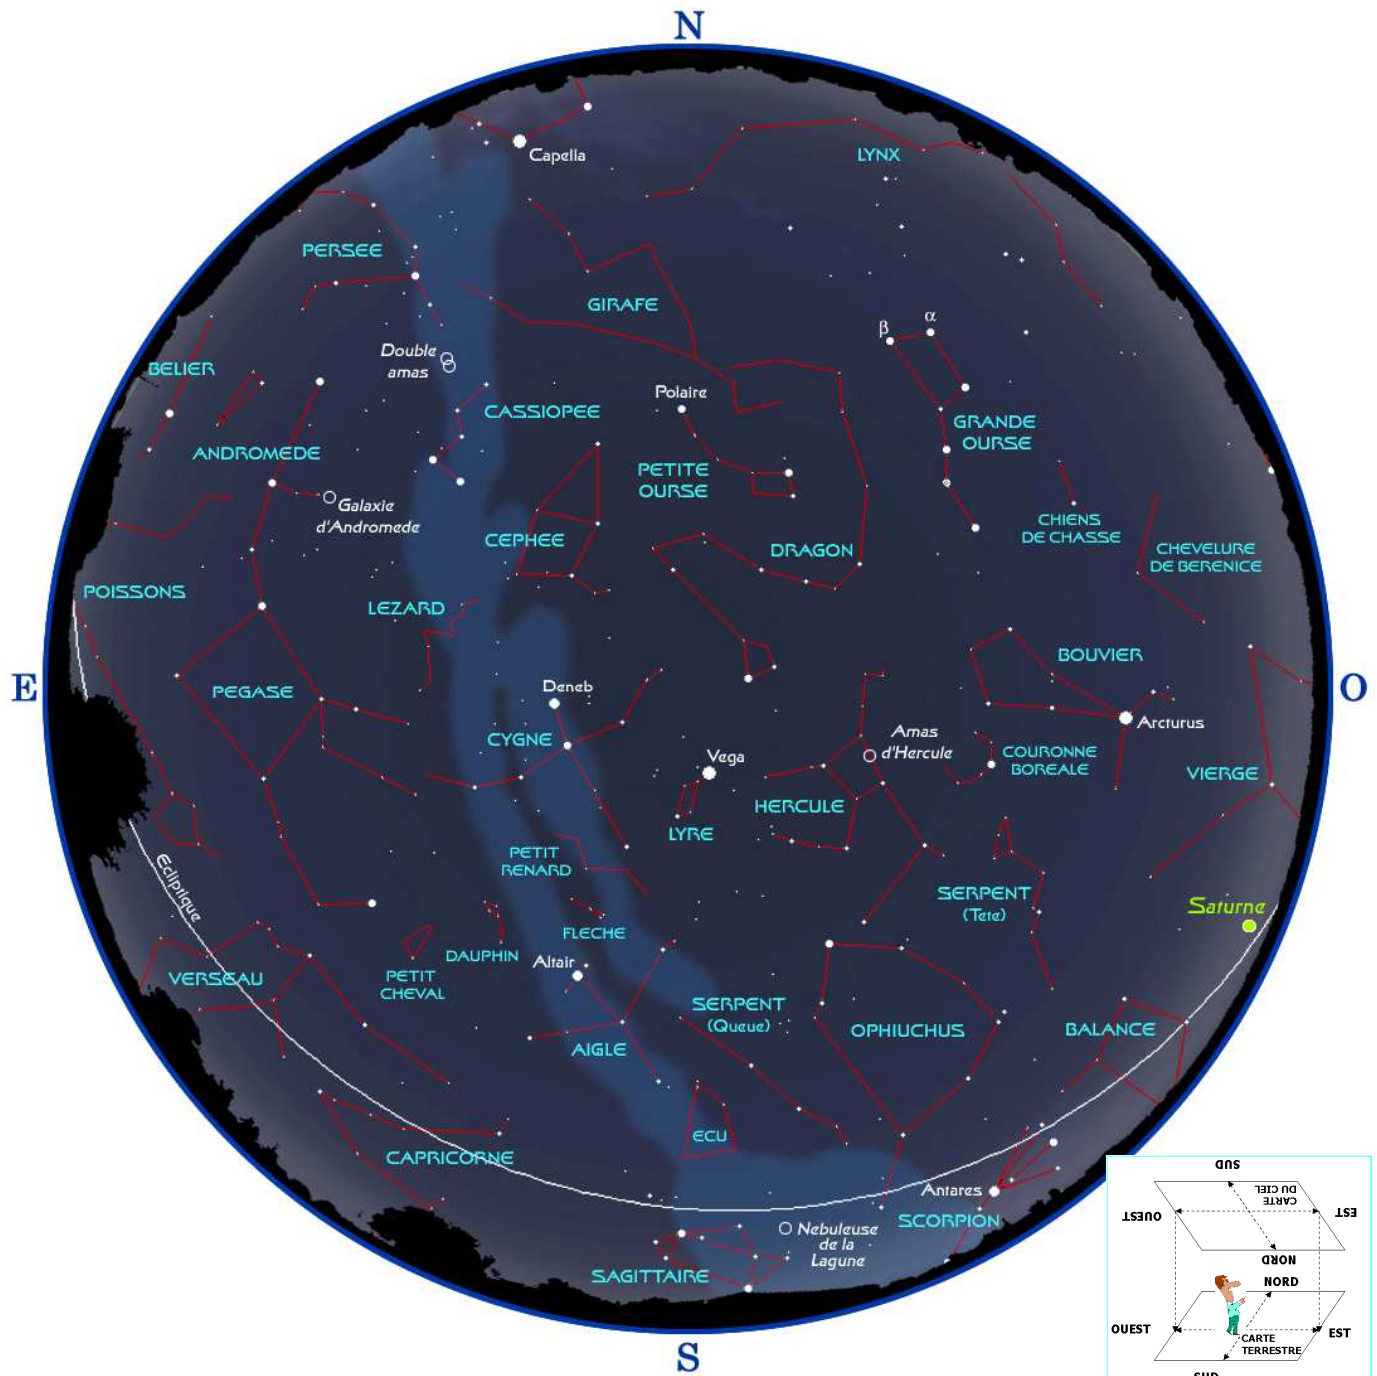 N
Capella
LYNX
PERSEE
GIRAFE
β
α
Double
amas
BELIER
Polaire
CASSIOPEE
GRANDE
OURSE
ANDROMEDE
PETITE
OURSE
Galaxie
d'Andromede
CHIENS
DE CHASSE
CEPHEE
DRAGON
CHEVELURE
DE BERENICE
POISSONS
LEZARD
BOUVIER
E
PEGASE
Deneb
O
Arcturus
CYGNE
Amas
d'Hercule
Vega
COURONNE
BOREALE
VIERGE
HERCULE
LYRE
PETIT
RENARD
Ecliptique
SERPENT
(Tete)
Saturne
FLECHE
DAUPHIN
Altair
VERSEAU
PETIT
CHEVAL
SERPENT
(Queue)
OPHIUCHUS
BALANCE
AIGLE
ECU
CAPRICORNE
Antares
SCORPION
Nebuleuse
de la
Lagune
SAGITTAIRE
S
SUD
CARTE
DU CIEL
OUEST
EST
NORD
NORD
OUEST
EST
CARTE
TERRESTRE
SUD